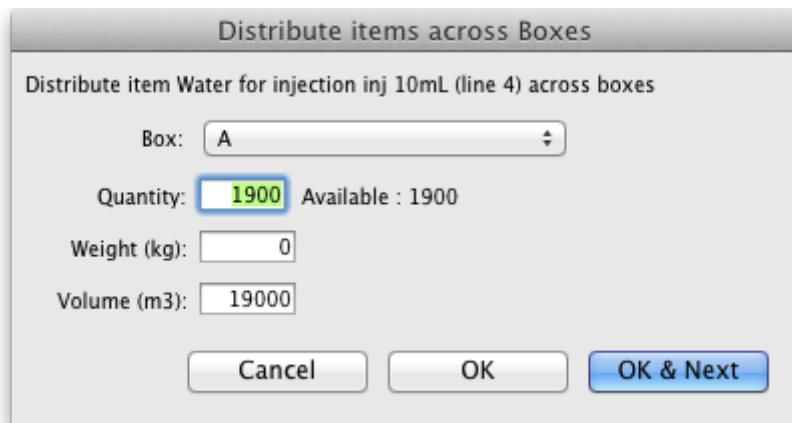 Distribute items across Boxes
Distribute item Water for injection inj 10mL (line 4) across boxes
Box: A
Quantity: 1900 Available : 1900
Weight (kg): 0
Volume (m3): 19000
Cancel OK OK & Next